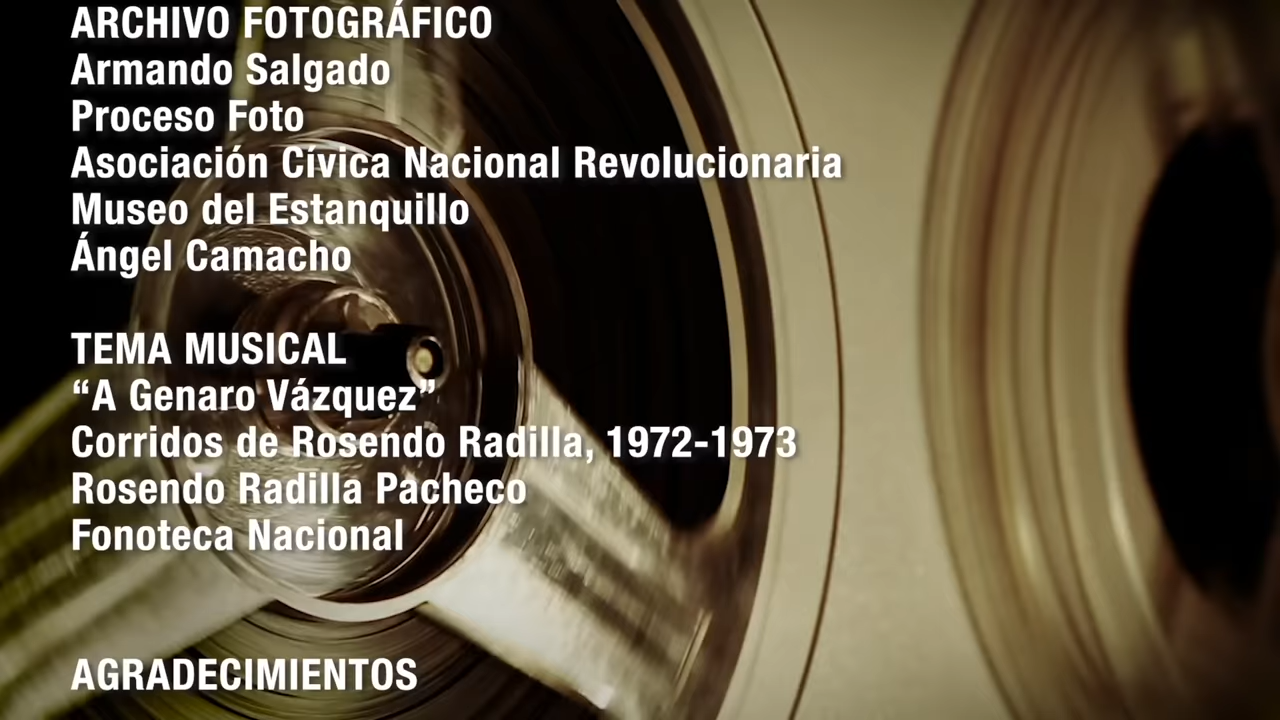 ARCHIVO FOTOGRÁFICO
Armando Salgado
Proceso Foto
Asociación Cívica Nacional Revolucionaria
Museo del Estanquillo
Ángel Camacho
TEMA MUSICAL
“A Genaro Vázquez”
Corridos de Rosendo Radilla, 1972-1973
Rosendo Radilla Pacheco
Fonoteca Nacional
AGRADECIMIENTOS